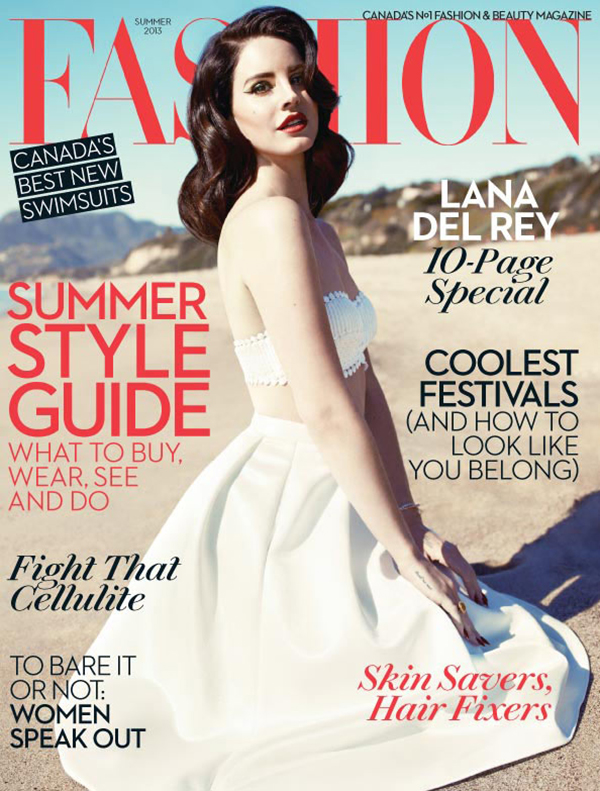 CANADA'S Nº1 FASHION & BEAUTY MAGAZINE
SUMMER
2013
FASHION
CANADA'S
BEST NEW
SWIMSUITS
LANA
DEL REY
10-Page
Special
SUMMER
STYLE
GUIDE
WHAT TO BUY,
WEAR, SEE
AND DO
COOLEST
FESTIVALS
(AND HOW TO
LOOK LIKE
YOU BELONG)
Fight That
Cellulite
TO BARE IT
OR NOT:
WOMEN
SPEAK OUT
Skin Savers,
Hair Fixers